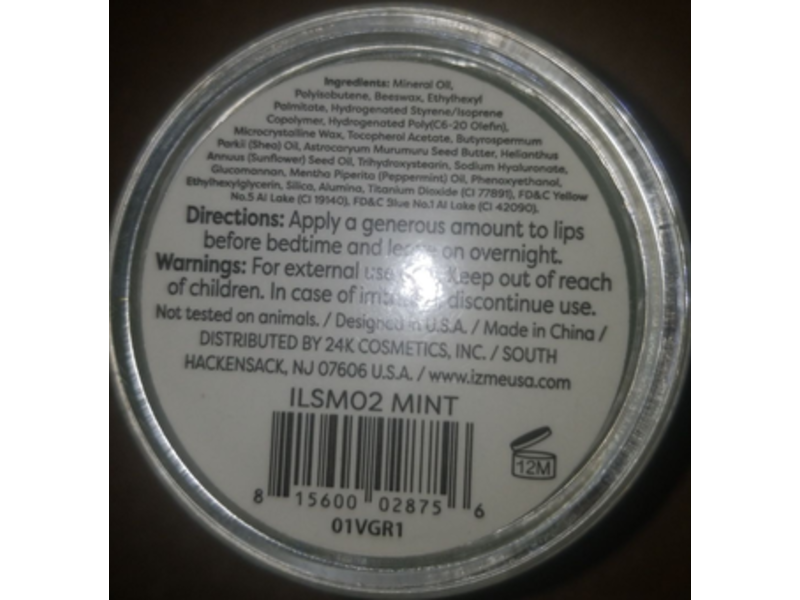 Ingredients: Mineral Oil,
Polyisobutene, Beeswax, Ethylhexyl
Palmitate, Hydrogenated Styrene/Isoprene
Copolymer, Hydrogenated Poly(C6-20 Olefin),
Microcrystalline Wax, Tocopherol Acetate, Butyrospermum
Parkii (Shea) Oil, Astrocaryum Murumuru Seed Butter, Helianthus
Annuus (Sunflower) Seed Oil, Trihydroxystearin, Sodium Hyaluronate,
Glucomannan, Mentha Piperita (Peppermint) Oil, Phenoxyethanol,
Ethylhexylglycerin, Silica, Alumina, Titanium Dioxide (CI 77891), FD&C Yellow
No.5 Al Lake (CI 19140), FD&C Blue No.1 Al Lake (CI 42090).
Directions: Apply a generous amount to lips
before bedtime and on overnight.
Warnings: For external use Keep out of reach
of children. In case of discontinue use.
Not tested on animals. / Designed in U.S.A. / Made in China /
DISTRIBUTED BY 24K COSMETICS, INC. / SOUTH
HACKENSACK, NJ 07606 U.S.A. / www.izmeusa.com
ILSM02 MINT
12M
8 15600 02875 6
01VGR1